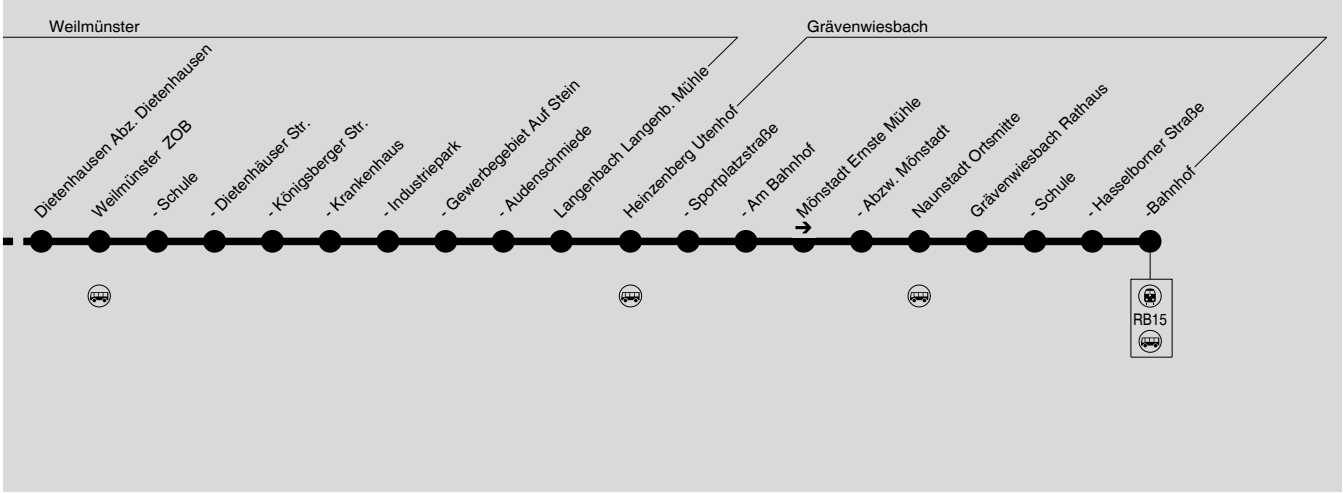 Weilmünster
Grävenwiesbach
Dietenhausen Abz. Dietenhausen
Weilmünster ZOB
- Schule
- Dietenhäuser Str.
- Königsberger Str.
- Krankenhaus
- Industriepark
- Gewerbegebiet Auf Stein
- Audenschmiede
Langenbach Langenb. Mühle
Heinzenberg Utenhof
- Sportplatzstraße
- Am Bahnhof
Mönstadt Ernste Mühle
- Abzw. Mönstadt
Naunstadt Ortsmitte
Grävenwiesbach Rathaus
- Schule
- Hasselborner Straße
-Bahnhof
RB15